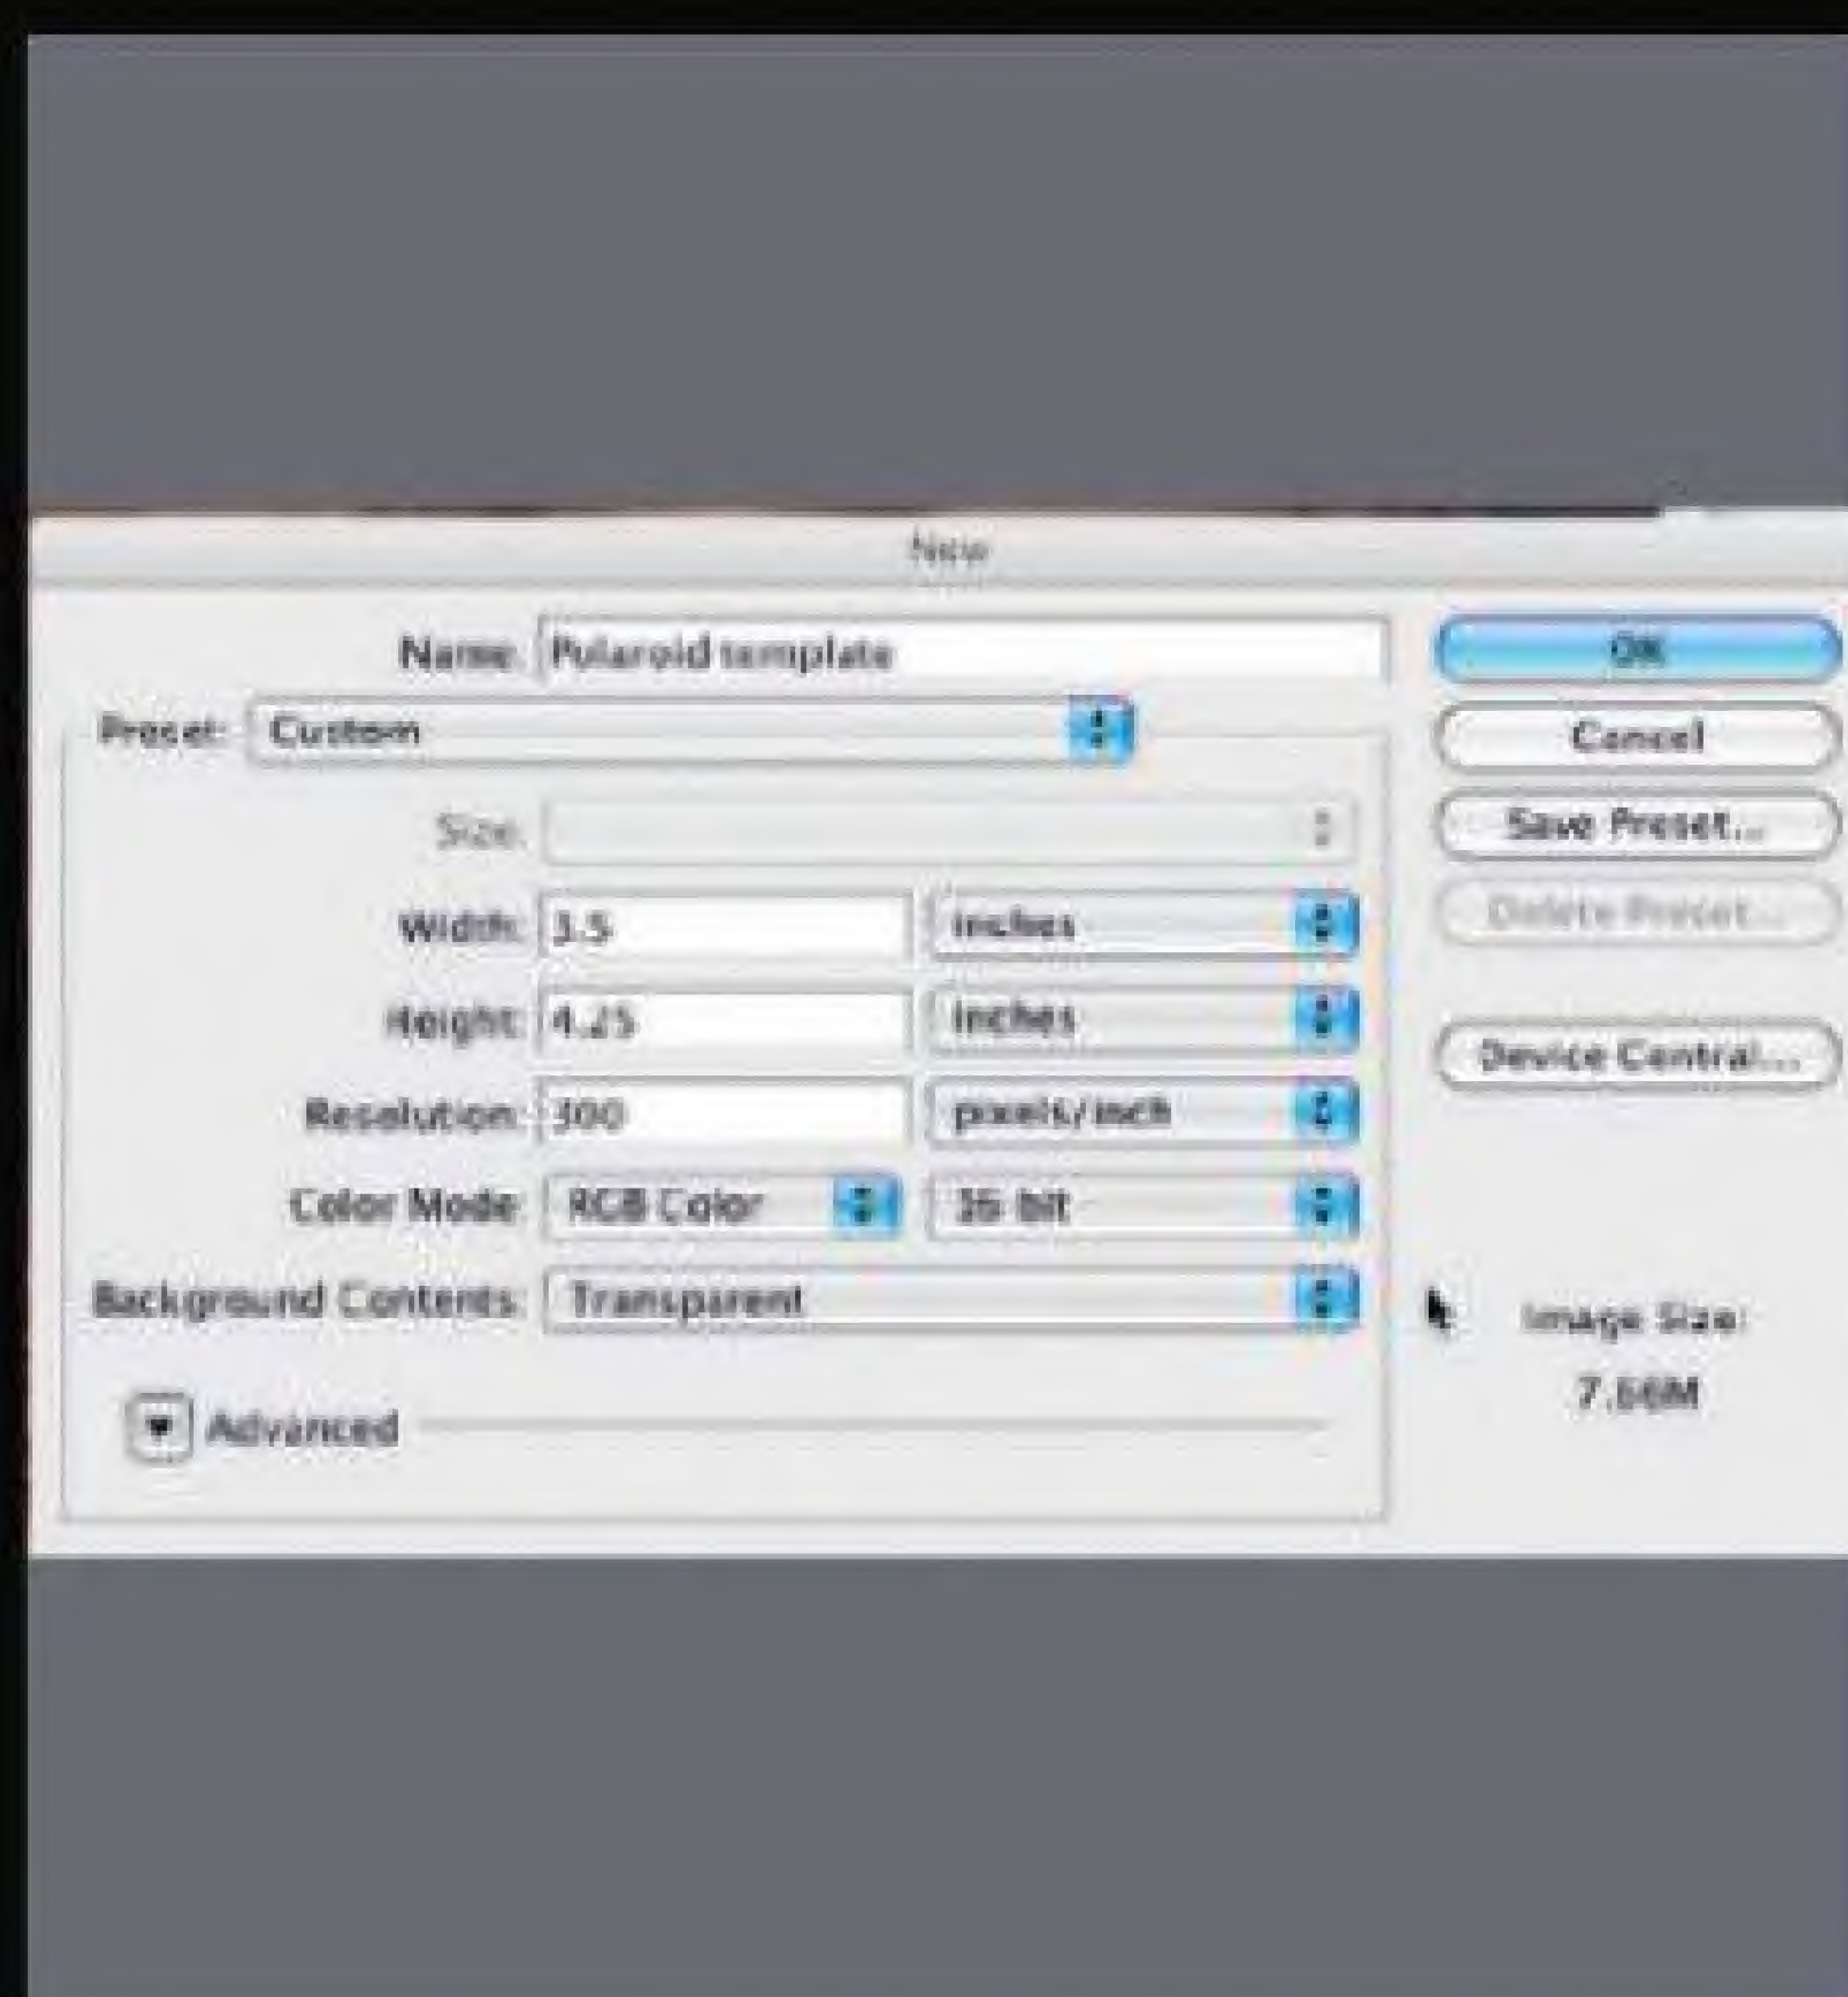 New
Name: Polaroid template
OK
Preset: Custom
Cancel
Size:
Save Preset...
Width: 3.5 inches
Delete Preset...
Height: 4.25 inches
Device Central...
Resolution: 300 pixels/inch
Color Mode: RGB Color 16 bit
Background Contents: Transparent
Image Size:
7.66M
Advanced